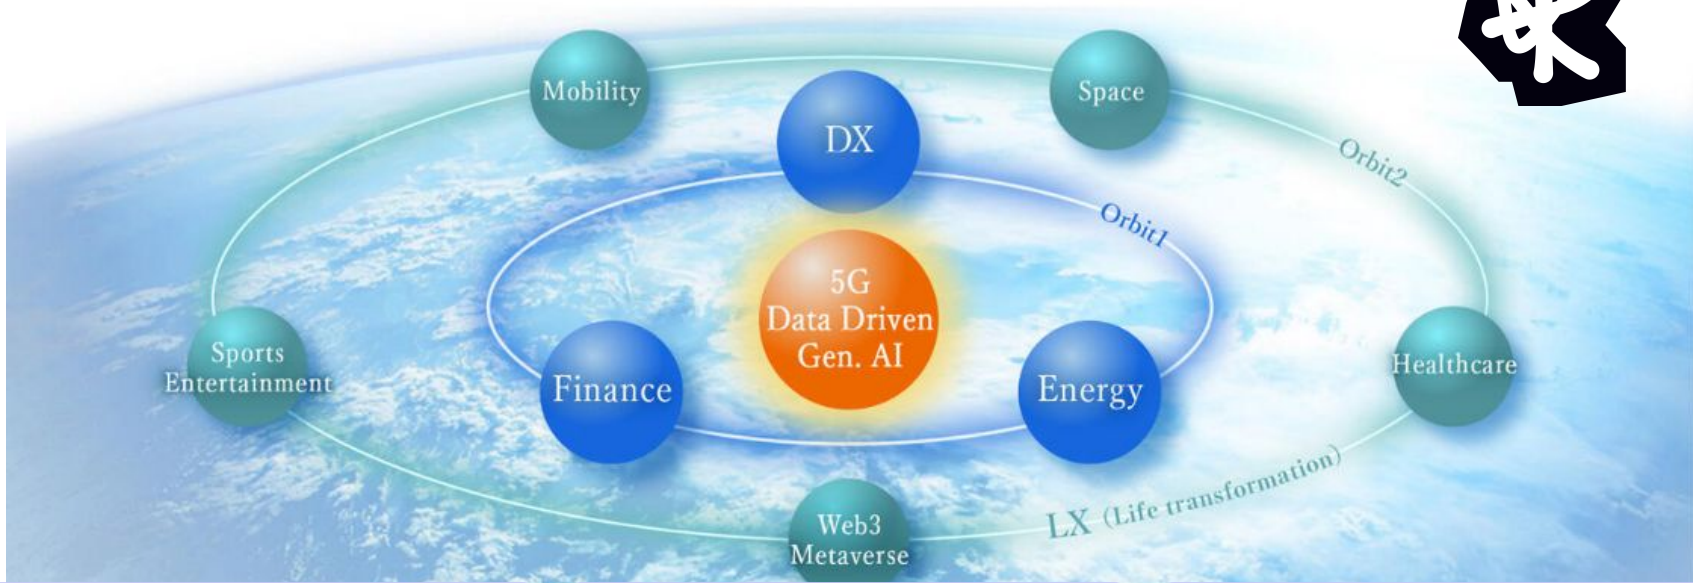 Mobility
Space
DX
Orbit2
Orbit1
5G
Data Driven
Gen. AI
Sports
Entertainment
Finance
Energy
Healthcare
LX (Life transformation)
Web3
Metaverse